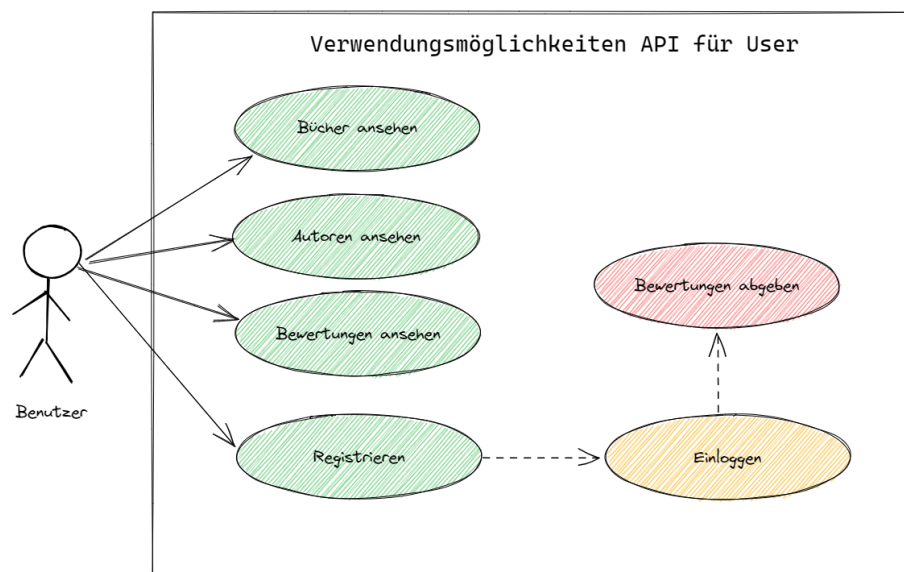 Verwendungsmöglichkeiten API für User
Bücher ansehen
Autoren ansehen
Bewertungen abgeben
Bewertungen ansehen
Benutzer
Registrieren
Einloggen